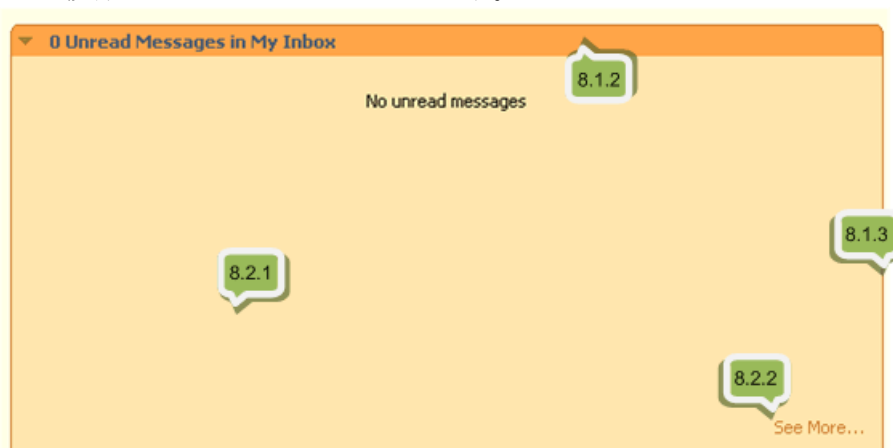 0 Unread Messages in My Inbox
8.1.2
No unread messages
8.1.3
8.2.1
8.2.2
See More...